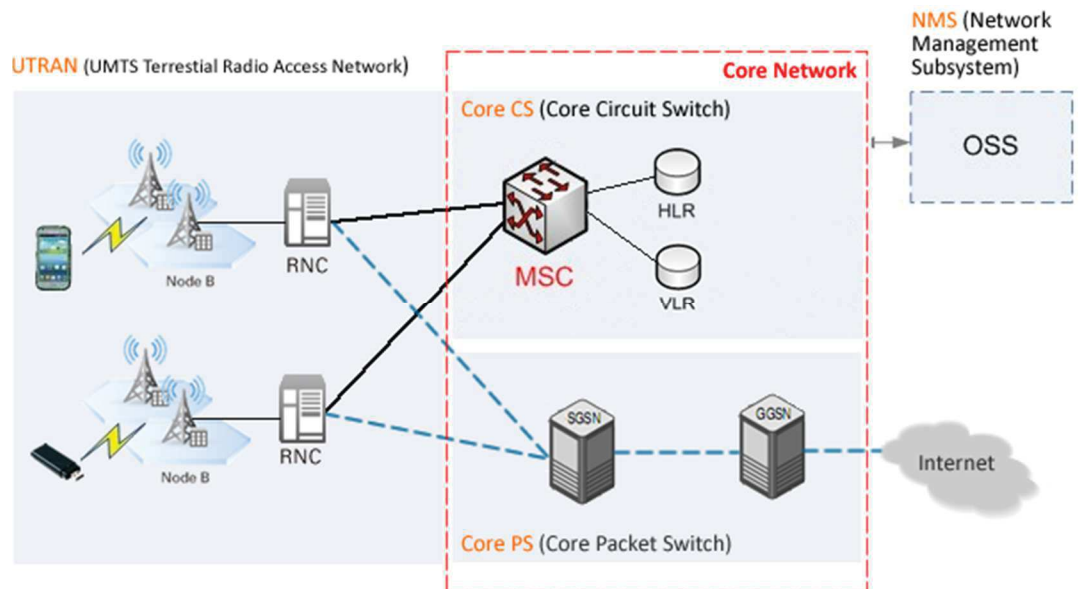 NMS (Network
Management
Subsystem)
UTRAN (UMTS Terrestial Radio Access Network)
Core Network
Core CS (Core Circuit Switch)
OSS
HLR
RNC
MSC
Node B
VLR
SGSN
GGSN
RNC
Internet
Node B
Core PS (Core Packet Switch)